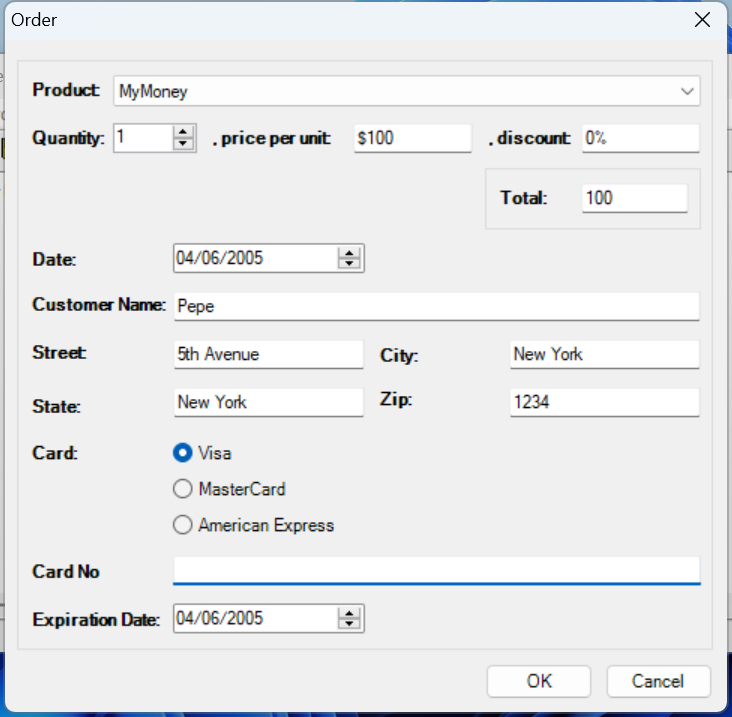 Order
Product: MyMoney
Quantity: 1 . price per unit: $100 . discount: 0%
Total: 100
Date: 04/06/2005
Customer Name: Pepe
Street: 5th Avenue City: New York
State: New York Zip: 1234
Card: Visa
MasterCard
American Express
Card No
Expiration Date: 04/06/2005
OK Cancel